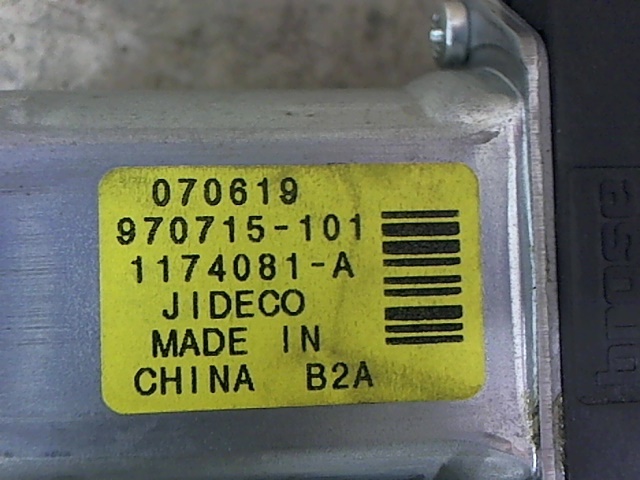 070619
970715-101
1174081-A
JIDECO
MADE IN
CHINA B2A
brose